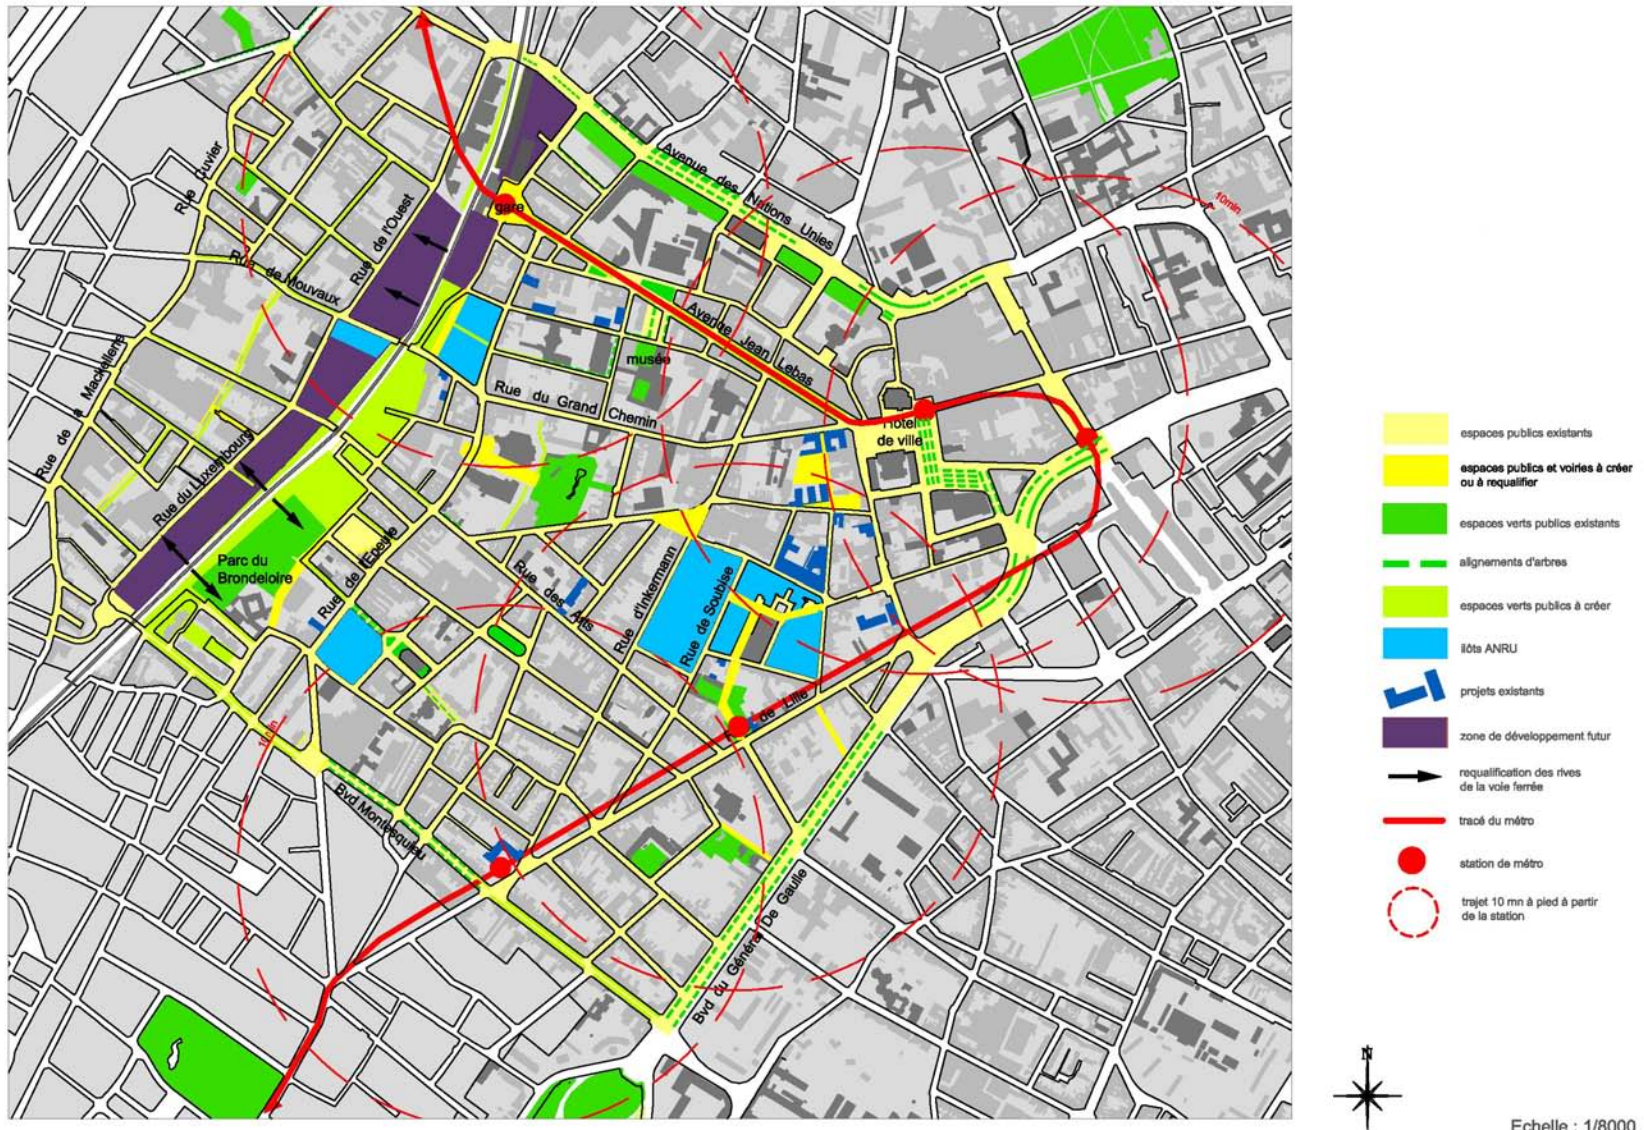 Rue Cuvier
Rue de l'Ouest
Rue de Mouvaux
gare
Avenue des Nations Unies
10min.
Rue de a Mackellerie
Avenue Jean Lebas
musée
Rue du Grand Chemin
Hôtel
de ville
Rue du Luxembourg
Parc du
Brondeloire
Rue de l'Epeule
Rue des Arts
Rue d'Inkermann
Rue de Soubise
de Lille
10min
Bvd Montesquieu
Bvd du Général De Gaulle
espaces publics existants
espaces publics et voiries à créer
ou à requalifier
espaces verts publics existants
alignements d'arbres
espaces verts publics à créer
ilôts ANRU
projets existants
zone de développement futur
requalification des rives
de la voie ferrée
tracé du métro
station de métro
trajet 10 mn à pied à partir
de la station
N
Echelle : 1/8000